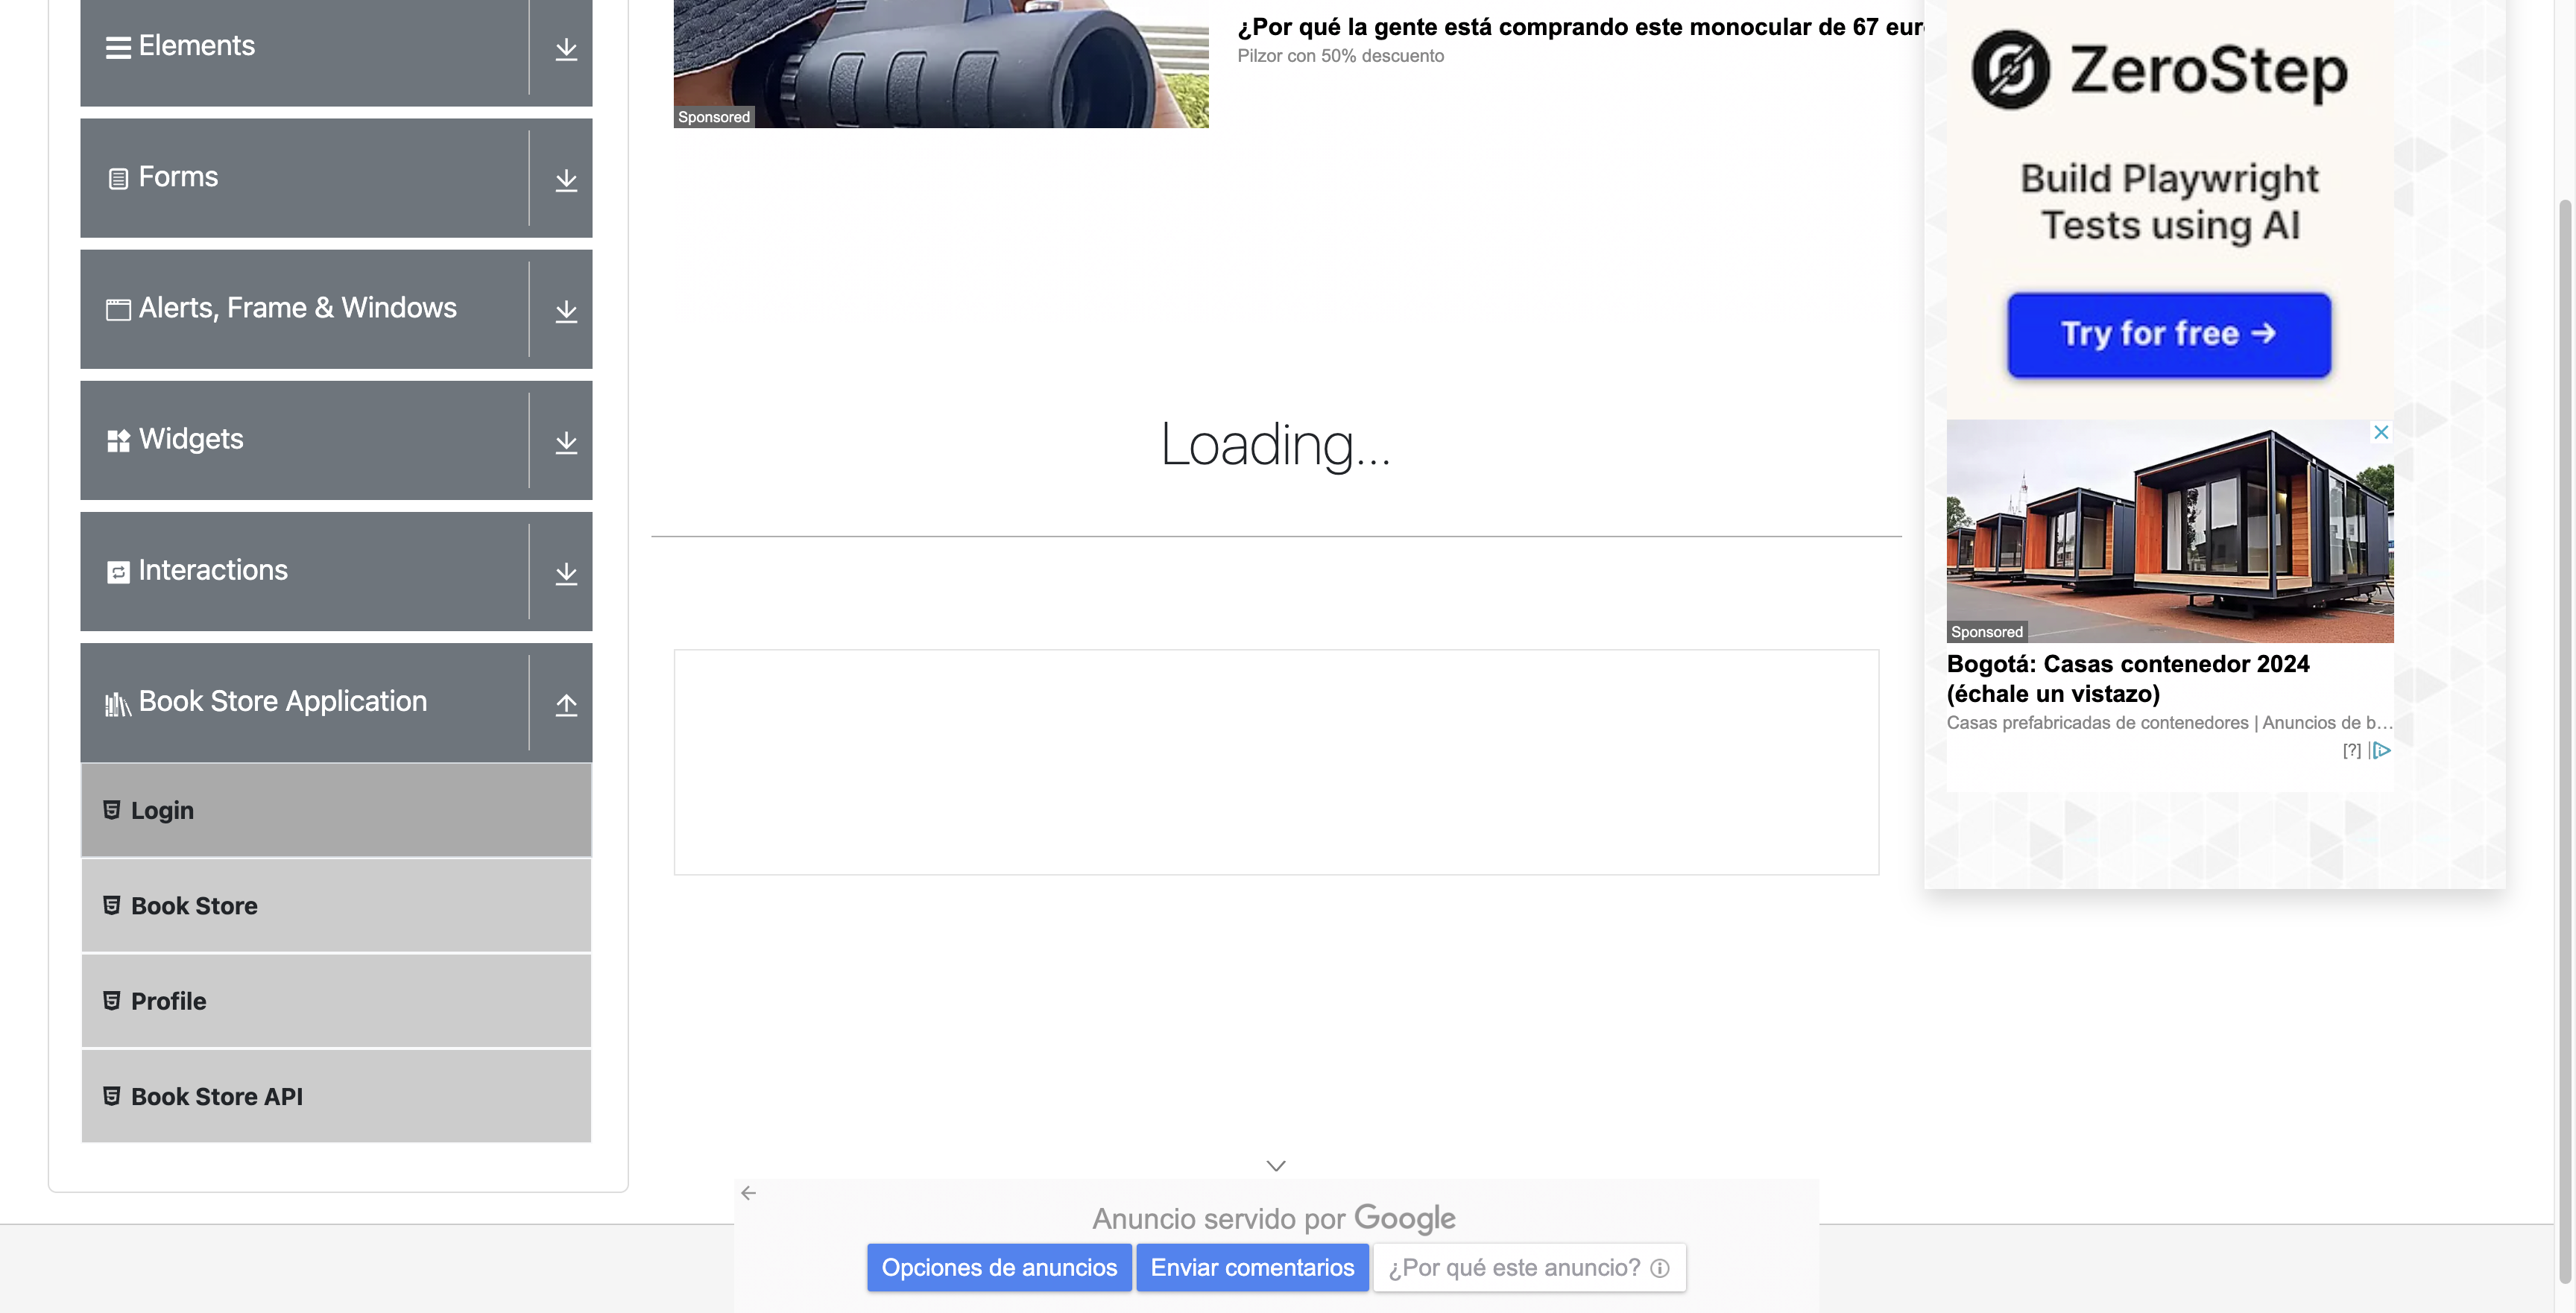 Elements
Forms
Alerts, Frame & Windows
Widgets
Interactions
Book Store Application
Login
Book Store
Profile
Book Store API
¿Por qué la gente está comprando este monocular de 67
Pilzor con 50% descuento
Sponsored
Loading...
ZeroStep
Build Playwright
Tests using AI
Try for free →
Sponsored
Bogotá: Casas contenedor 2024
(échale un vistazo)
Casas prefabricadas de contenedores | Anuncios de b...
[?]
Anuncio servido por Google
Opciones de anuncios
Enviar comentarios
¿Por qué este anuncio?